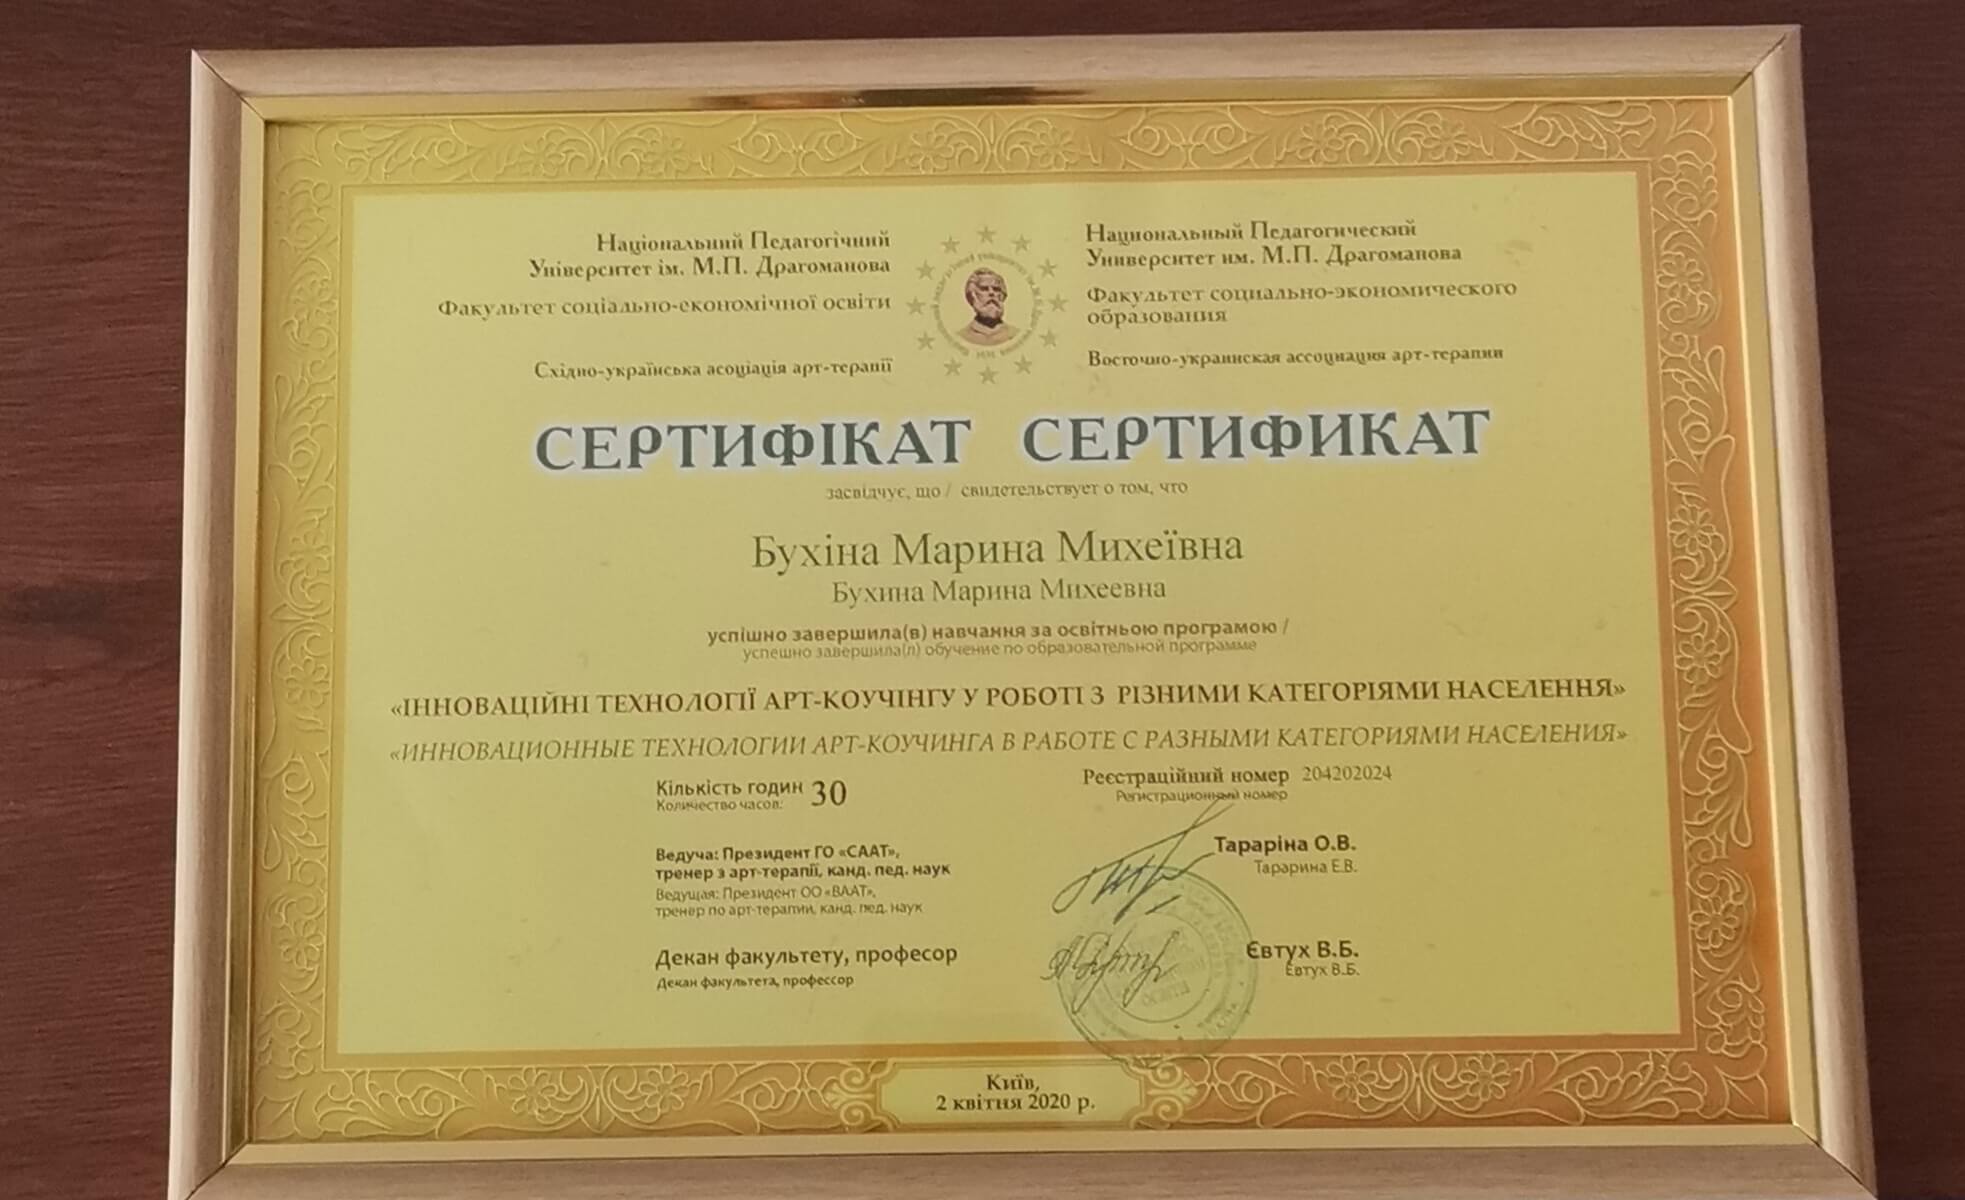 Національний Педагогічний
Університет ім. М.П. Драгоманова
Факультет соціально-економічної освіти
Східно-українська асоціація арт-терапії
Национальный Педагогический
Университет им. М.П. Драгоманова
Факультет социально-экономического
образования
Восточно-украинская ассоциация арт-терапии
СЕРТИФІКАТ СЕРТИФИКАТ
засвідчує, що / свидетельствует о том, что
Бухіна Марина Михеївна
Бухина Марина Михеевна
успішно завершила(в) навчання за освітньою програмою /
успешно завершила(л) обучение по образовательной программе
«ІННОВАЦІЙНІ ТЕХНОЛОГІЇ АРТ-КОУЧІНГУ У РОБОТІ З РІЗНИМИ КАТЕГОРІЯМИ НАСЕЛЕННЯ»
«ИННОВАЦИОННЫЕ ТЕХНОЛОГИИ АРТ-КОУЧИНГА В РАБОТЕ С РАЗНЫМИ КАТЕГОРИЯМИ НАСЕЛЕНИЯ»
Кількість годин 30
Количество часов:
Реєстраційний номер 204202024
Регистрационный номер
Ведуча: Президент ГО «СААТ»,
тренер з арт-терапії, канд. пед. наук
Ведущая: Президент ОО «ВААТ»,
тренер по арт-терапии, канд. пед. наук
Тараріна О.В.
Тарарина Е.В.
Декан факультету, професор
Декан факультета, профессор
Євтух В.Б.
Евтух В.Б.
Київ,
2 квітня 2020 р.